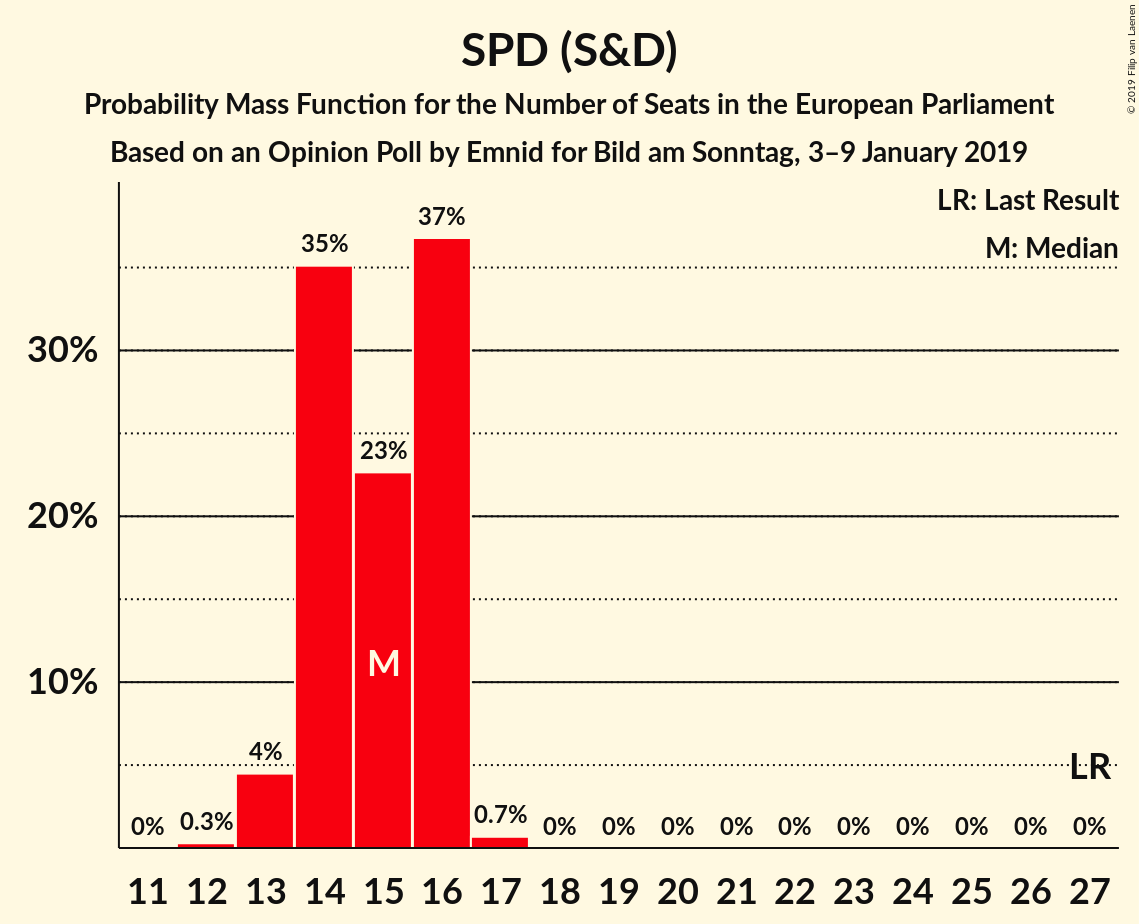 SPD (S&D)
Probability Mass Function for the Number of Seats in the European Parliament
Based on an Opinion Poll by Emnid for Bild am Sonntag, 3–9 January 2019
© 2019 Filip van Laenen
LR: Last Result
M: Median
30%
20%
10%
0%
0.3%
4%
35%
23%
37%
0.7%
0%
0%
0%
0%
0%
0%
0%
0%
0%
0%
M
LR
11 12 13 14 15 16 17 18 19 20 21 22 23 24 25 26 27